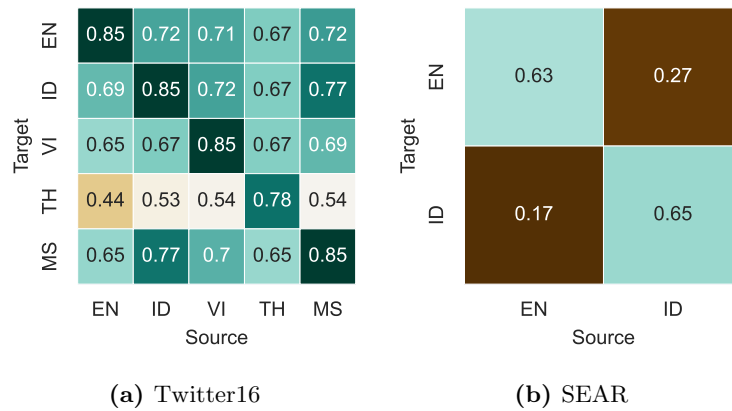 EN 0.85 0.72 0.71 0.67 0.72
ID 0.69 0.85 0.72 0.67 0.77
VI 0.65 0.67 0.85 0.67 0.69
TH 0.44 0.53 0.54 0.78 0.54
MS 0.65 0.77 0.7 0.65 0.85
Target
EN ID VI TH MS
Source
(a) Twitter16
EN 0.63 0.27
ID 0.17 0.65
Target
EN ID
Source
(b) SEAR